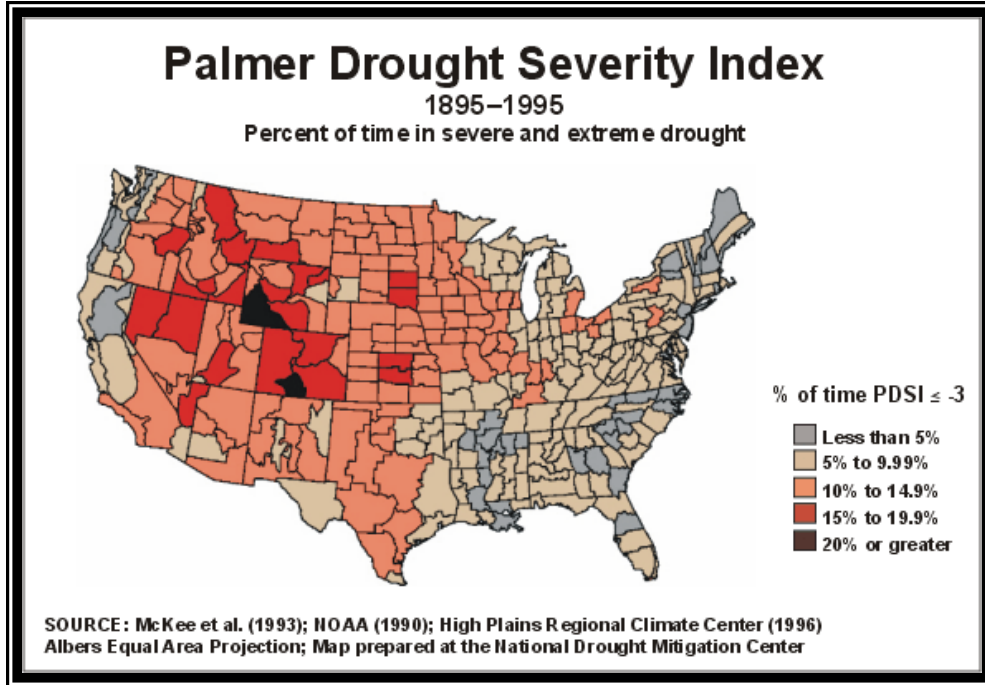 Palmer Drought Severity Index
1895–1995
Percent of time in severe and extreme drought
% of time PDSI ≤ -3
Less than 5%
5% to 9.99%
10% to 14.9%
15% to 19.9%
20% or greater
SOURCE: McKee et al. (1993); NOAA (1990); High Plains Regional Climate Center (1996)
Albers Equal Area Projection; Map prepared at the National Drought Mitigation Center